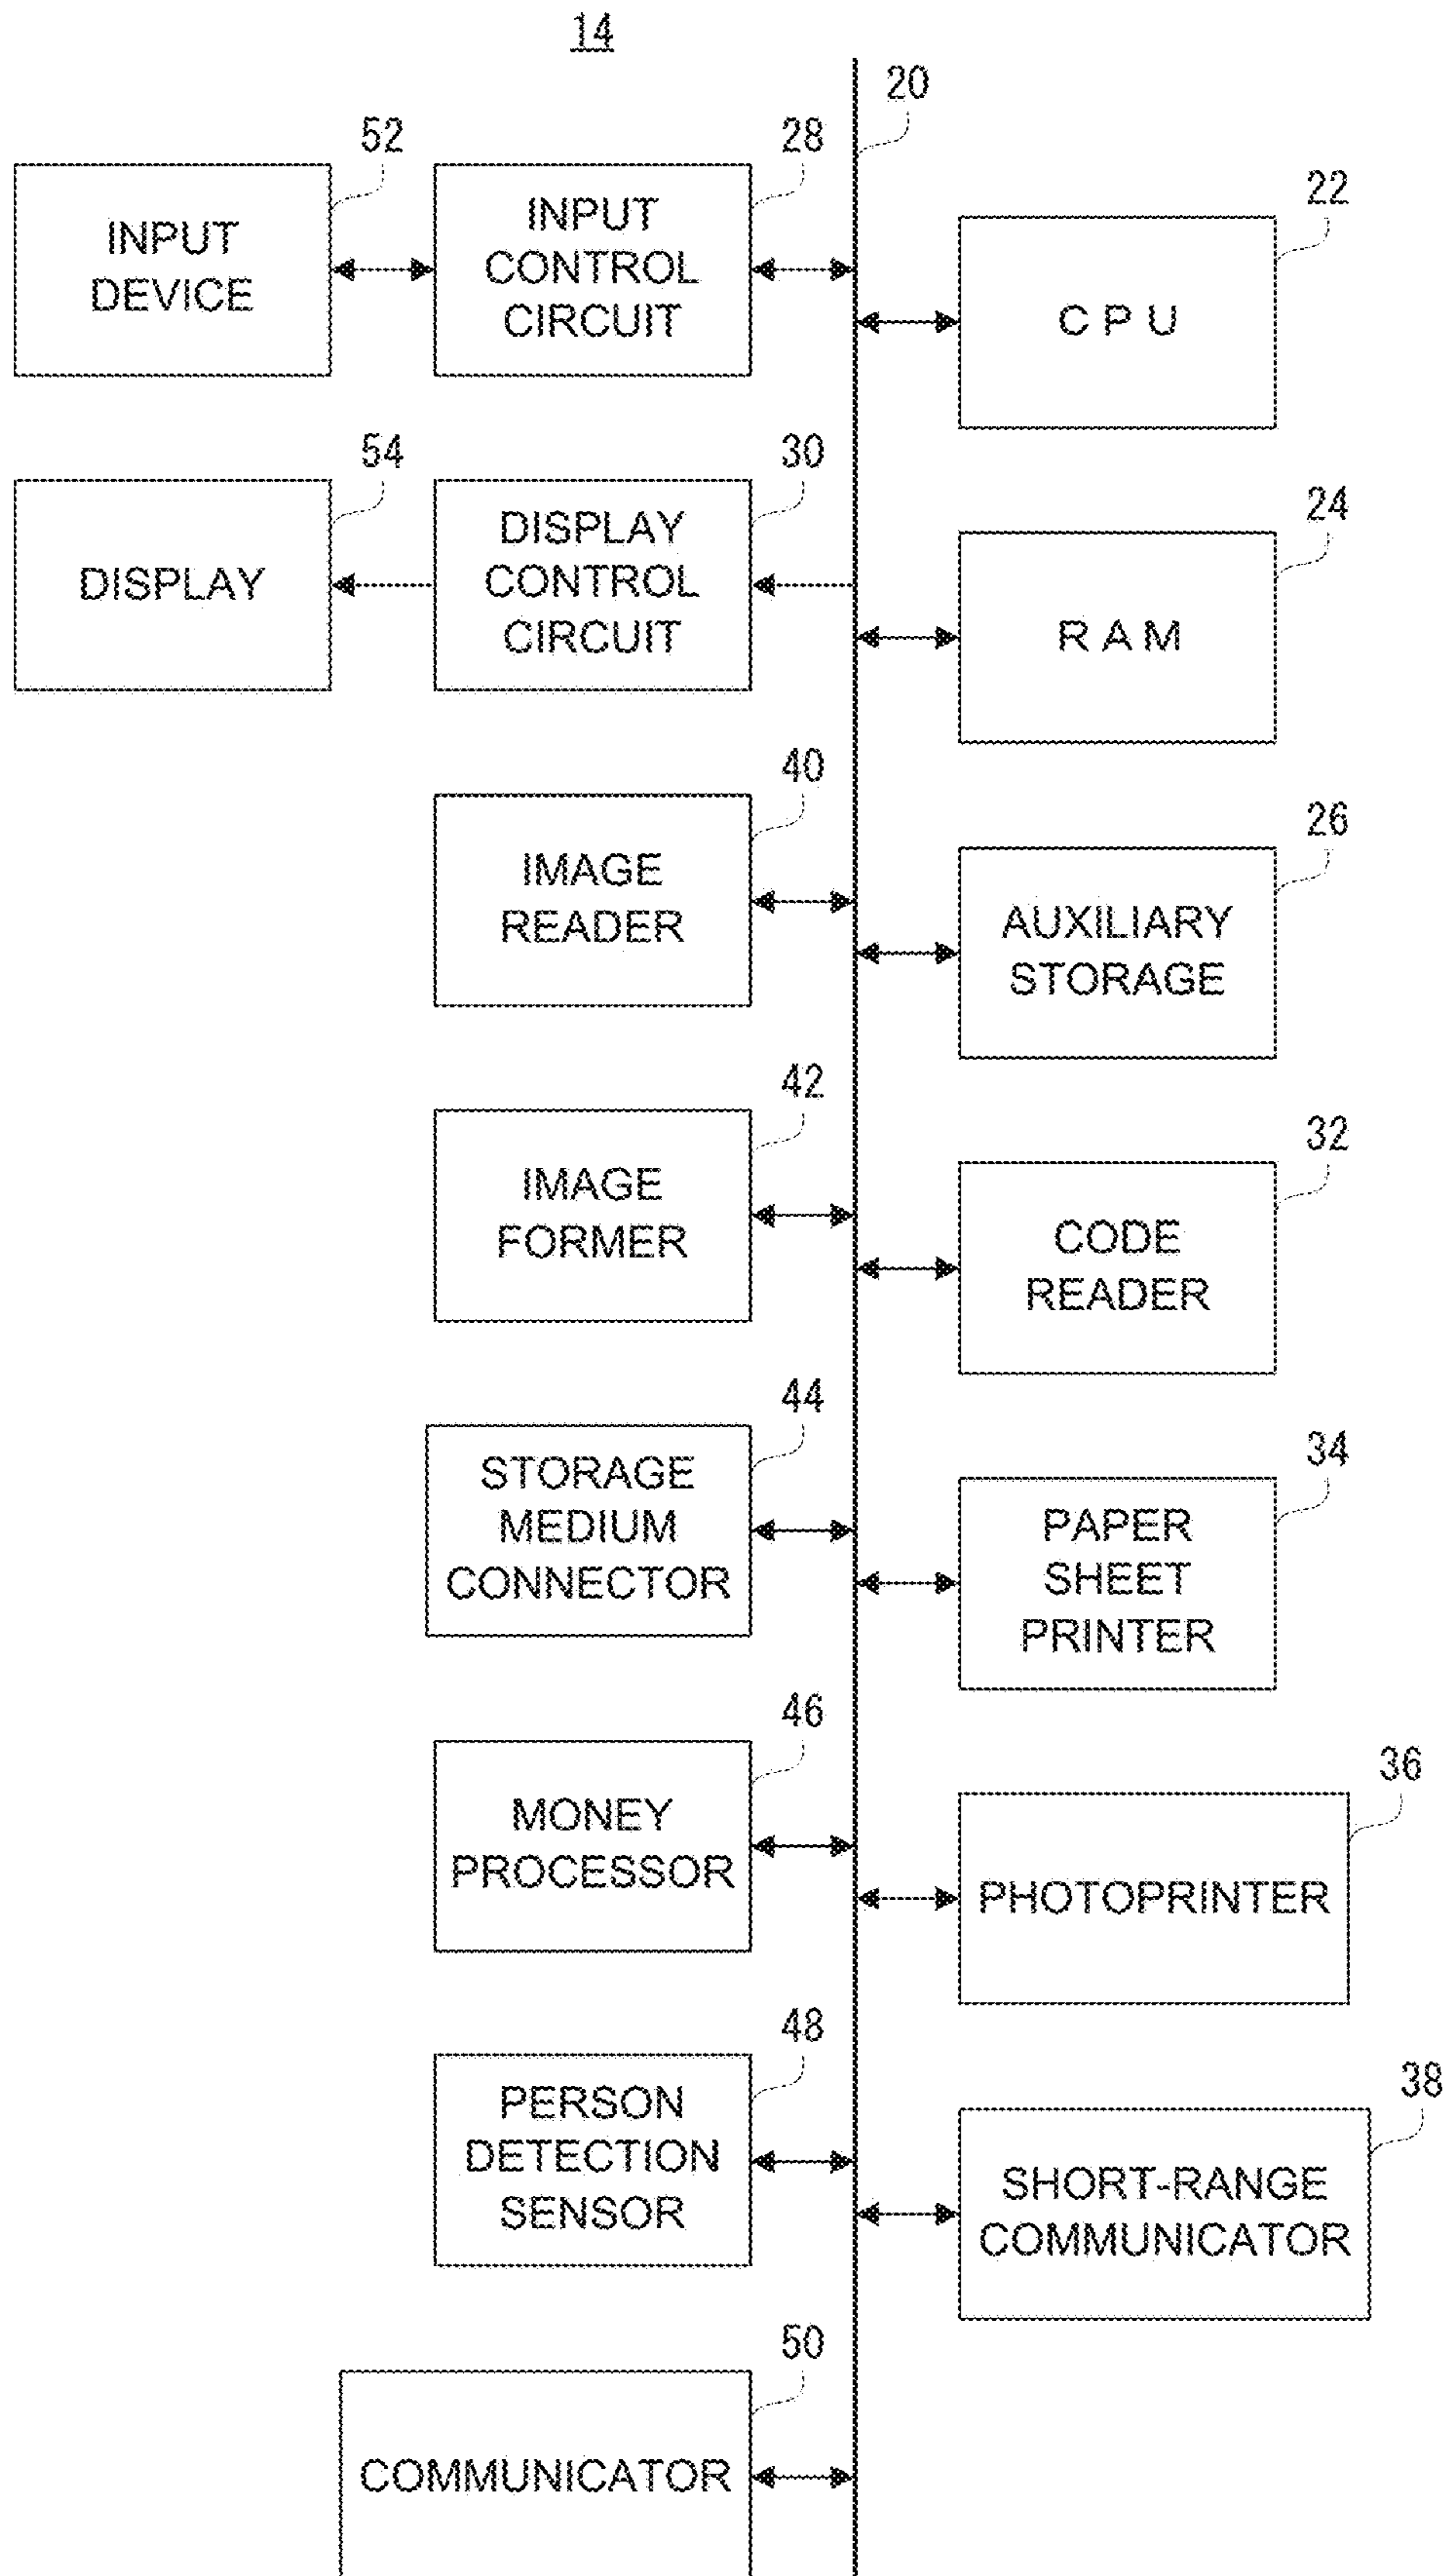 14
20
52
28
22
INPUT
DEVICE
INPUT
CONTROL
CIRCUIT
C P U
54
30
24
DISPLAY
DISPLAY
CONTROL
CIRCUIT
R A M
40
26
IMAGE
READER
AUXILIARY
STORAGE
42
32
IMAGE
FORMER
CODE
READER
44
34
STORAGE
MEDIUM
CONNECTOR
PAPER
SHEET
PRINTER
46
36
MONEY
PROCESSOR
PHOTOPRINTER
48
38
PERSON
DETECTION
SENSOR
SHORT-RANGE
COMMUNICATOR
50
COMMUNICATOR